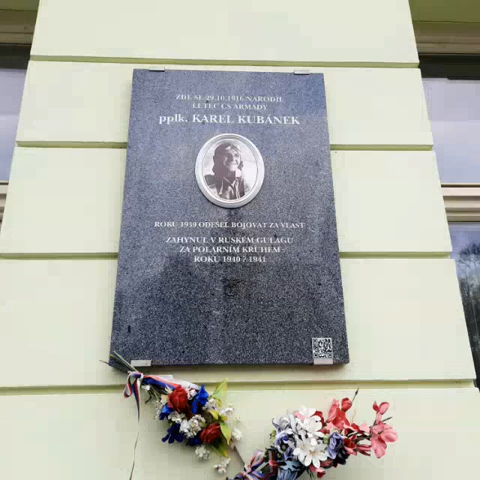 ZDE SE 29.10.1916 NARODIL
LETEC ČS ARMÁDY
pplk. KAREL KUBÁNEK
ROKU 1939 ODEŠEL BOJOVAT ZA VLAST
ZAHYNUL V RUSKÉM GULAGU
ZA POLÁRNÍM KRUHEM
ROKU 1940 / 1941